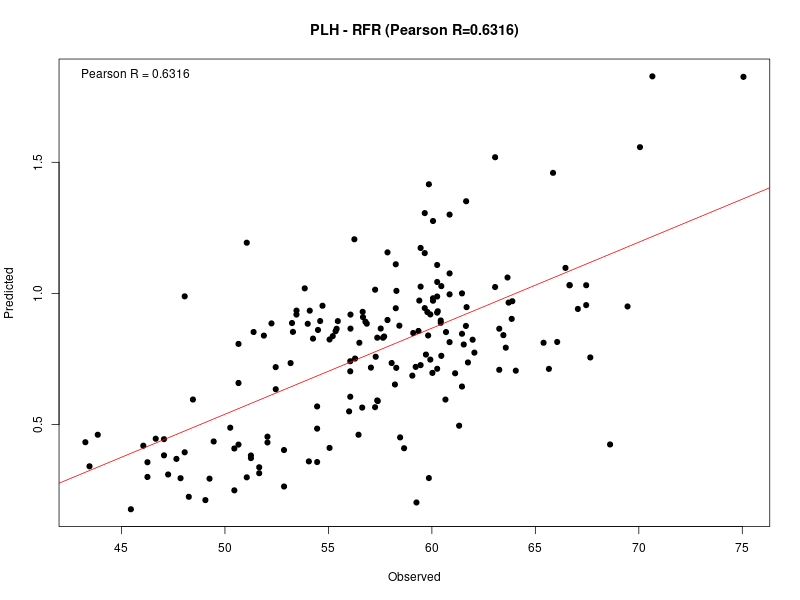 PLH - RFR (Pearson R=0.6316)
Pearson R = 0.6316
1.5
1.0
0.5
Predicted
45 50 55 60 65 70 75
Observed